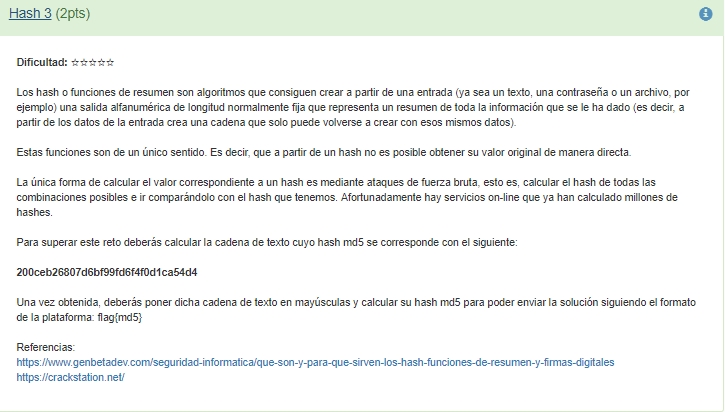 Hash 3 (2pts)
Dificultad: ☆☆☆☆☆
Los hash o funciones de resumen son algoritmos que consiguen crear a partir de una entrada (ya sea un texto, una contraseña o un archivo, por
ejemplo) una salida alfanumérica de longitud normalmente fija que representa un resumen de toda la información que se le ha dado (es decir, a
partir de los datos de la entrada crea una cadena que solo puede volverse a crear con esos mismos datos).
Estas funciones son de un único sentido. Es decir, que a partir de un hash no es posible obtener su valor original de manera directa.
La única forma de calcular el valor correspondiente a un hash es mediante ataques de fuerza bruta, esto es, calcular el hash de todas las
combinaciones posibles e ir comparándolo con el hash que tenemos. Afortunadamente hay servicios on-line que ya han calculado millones de
hashes.
Para superar este reto deberás calcular la cadena de texto cuyo hash md5 se corresponde con el siguiente:
200ceb26807d6bf99fd6f4f0d1ca54d4
Una vez obtenida, deberás poner dicha cadena de texto en mayúsculas y calcular su hash md5 para poder enviar la solución siguiendo el formato
de la plataforma: flag{md5}
Referencias:
https://www.genbetadev.com/seguridad-informatica/que-son-y-para-que-sirven-los-hash-funciones-de-resumen-y-firmas-digitales
https://crackstation.net/